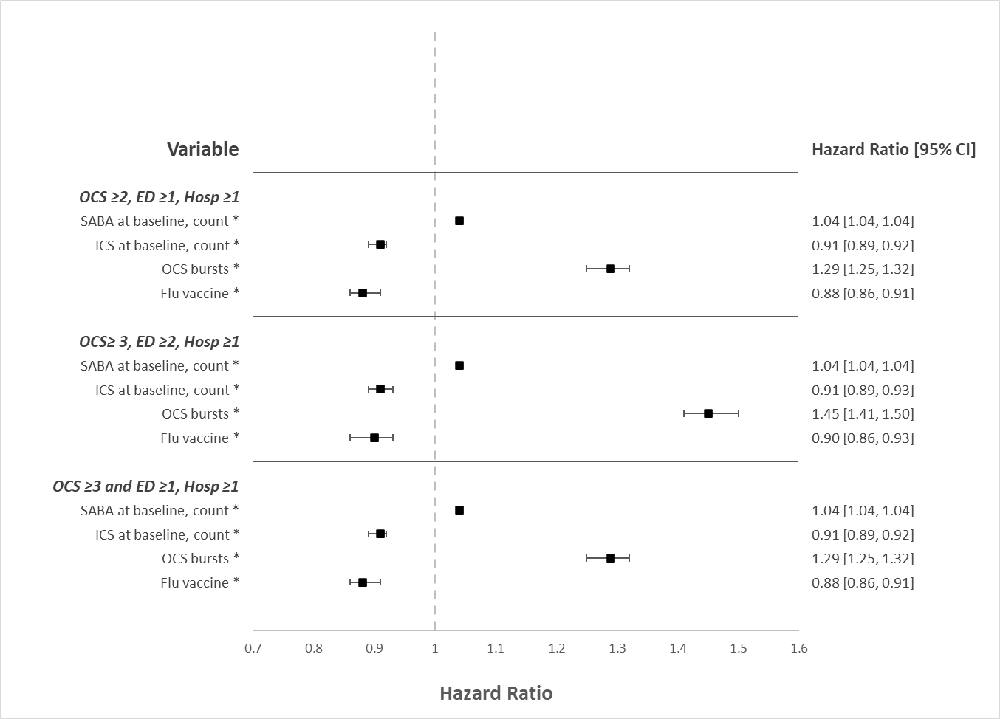 Variable Hazard Ratio [95% CI]
OCS ≥2, ED ≥1, Hosp ≥1
SABA at baseline, count * 1.04 [1.04, 1.04]
ICS at baseline, count * 0.91 [0.89, 0.92]
OCS bursts * 1.29 [1.25, 1.32]
Flu vaccine * 0.88 [0.86, 0.91]
OCS≥ 3, ED ≥2, Hosp ≥1
SABA at baseline, count * 1.04 [1.04, 1.04]
ICS at baseline, count * 0.91 [0.89, 0.93]
OCS bursts * 1.45 [1.41, 1.50]
Flu vaccine * 0.90 [0.86, 0.93]
OCS ≥3 and ED ≥1, Hosp ≥1
SABA at baseline, count * 1.04 [1.04, 1.04]
ICS at baseline, count * 0.91 [0.89, 0.92]
OCS bursts * 1.29 [1.25, 1.32]
Flu vaccine * 0.88 [0.86, 0.91]
0.7 0.8 0.9 1 1.1 1.2 1.3 1.4 1.5 1.6
Hazard Ratio